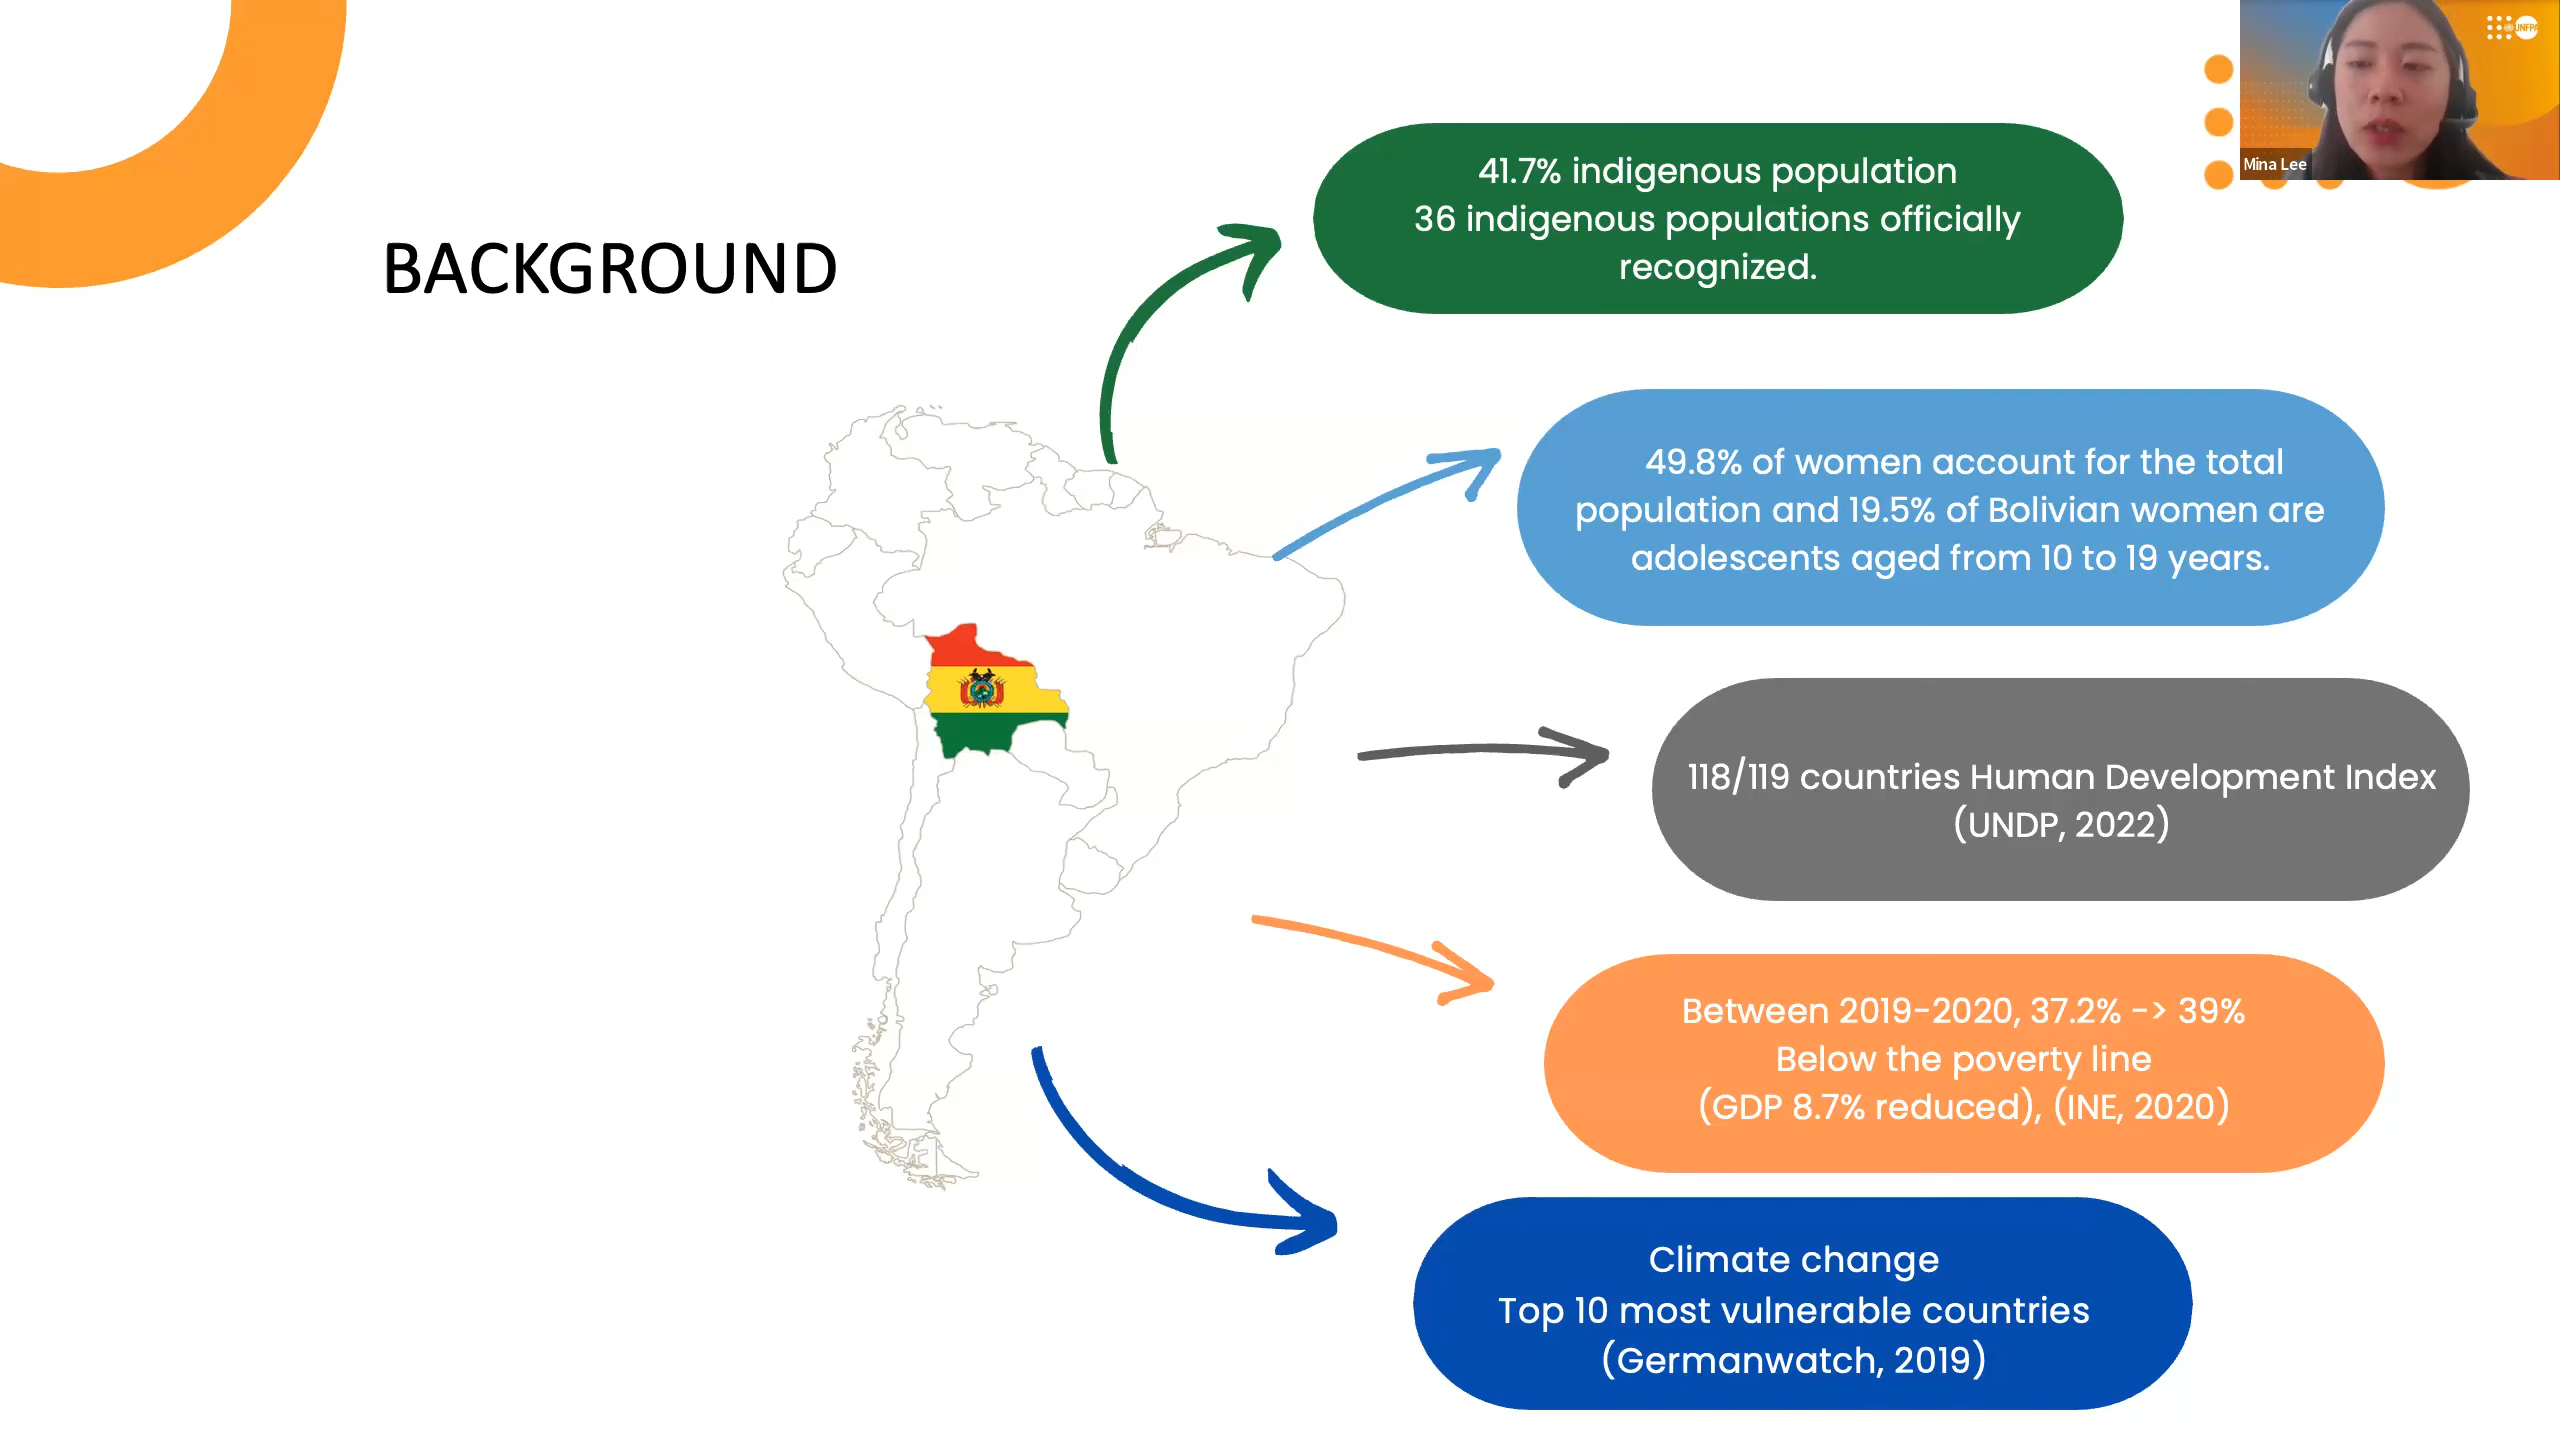 BACKGROUND
41.7% indigenous population
36 indigenous populations officially
recognized.
49.8% of women account for the total
population and 19.5% of Bolivian women are
adolescents aged from 10 to 19 years.
118/119 countries Human Development Index
(UNDP, 2022)
Between 2019-2020, 37.2% -> 39%
Below the poverty line
(GDP 8.7% reduced), (INE, 2020)
Climate change
Top 10 most vulnerable countries
(Germanwatch, 2019)
Mina Lee
UNFPA